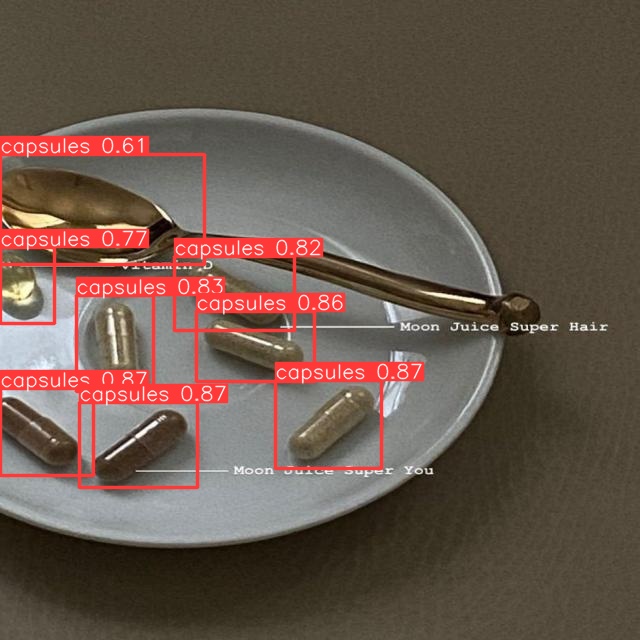 capsules 0.61
capsules 0.77
capsules 0.82
Vitamin D
capsules 0.83
capsules 0.86
Moon Juice Super Hair
capsules 0.87
capsules 0.87
capsules 0.87
Moon Juice Super You